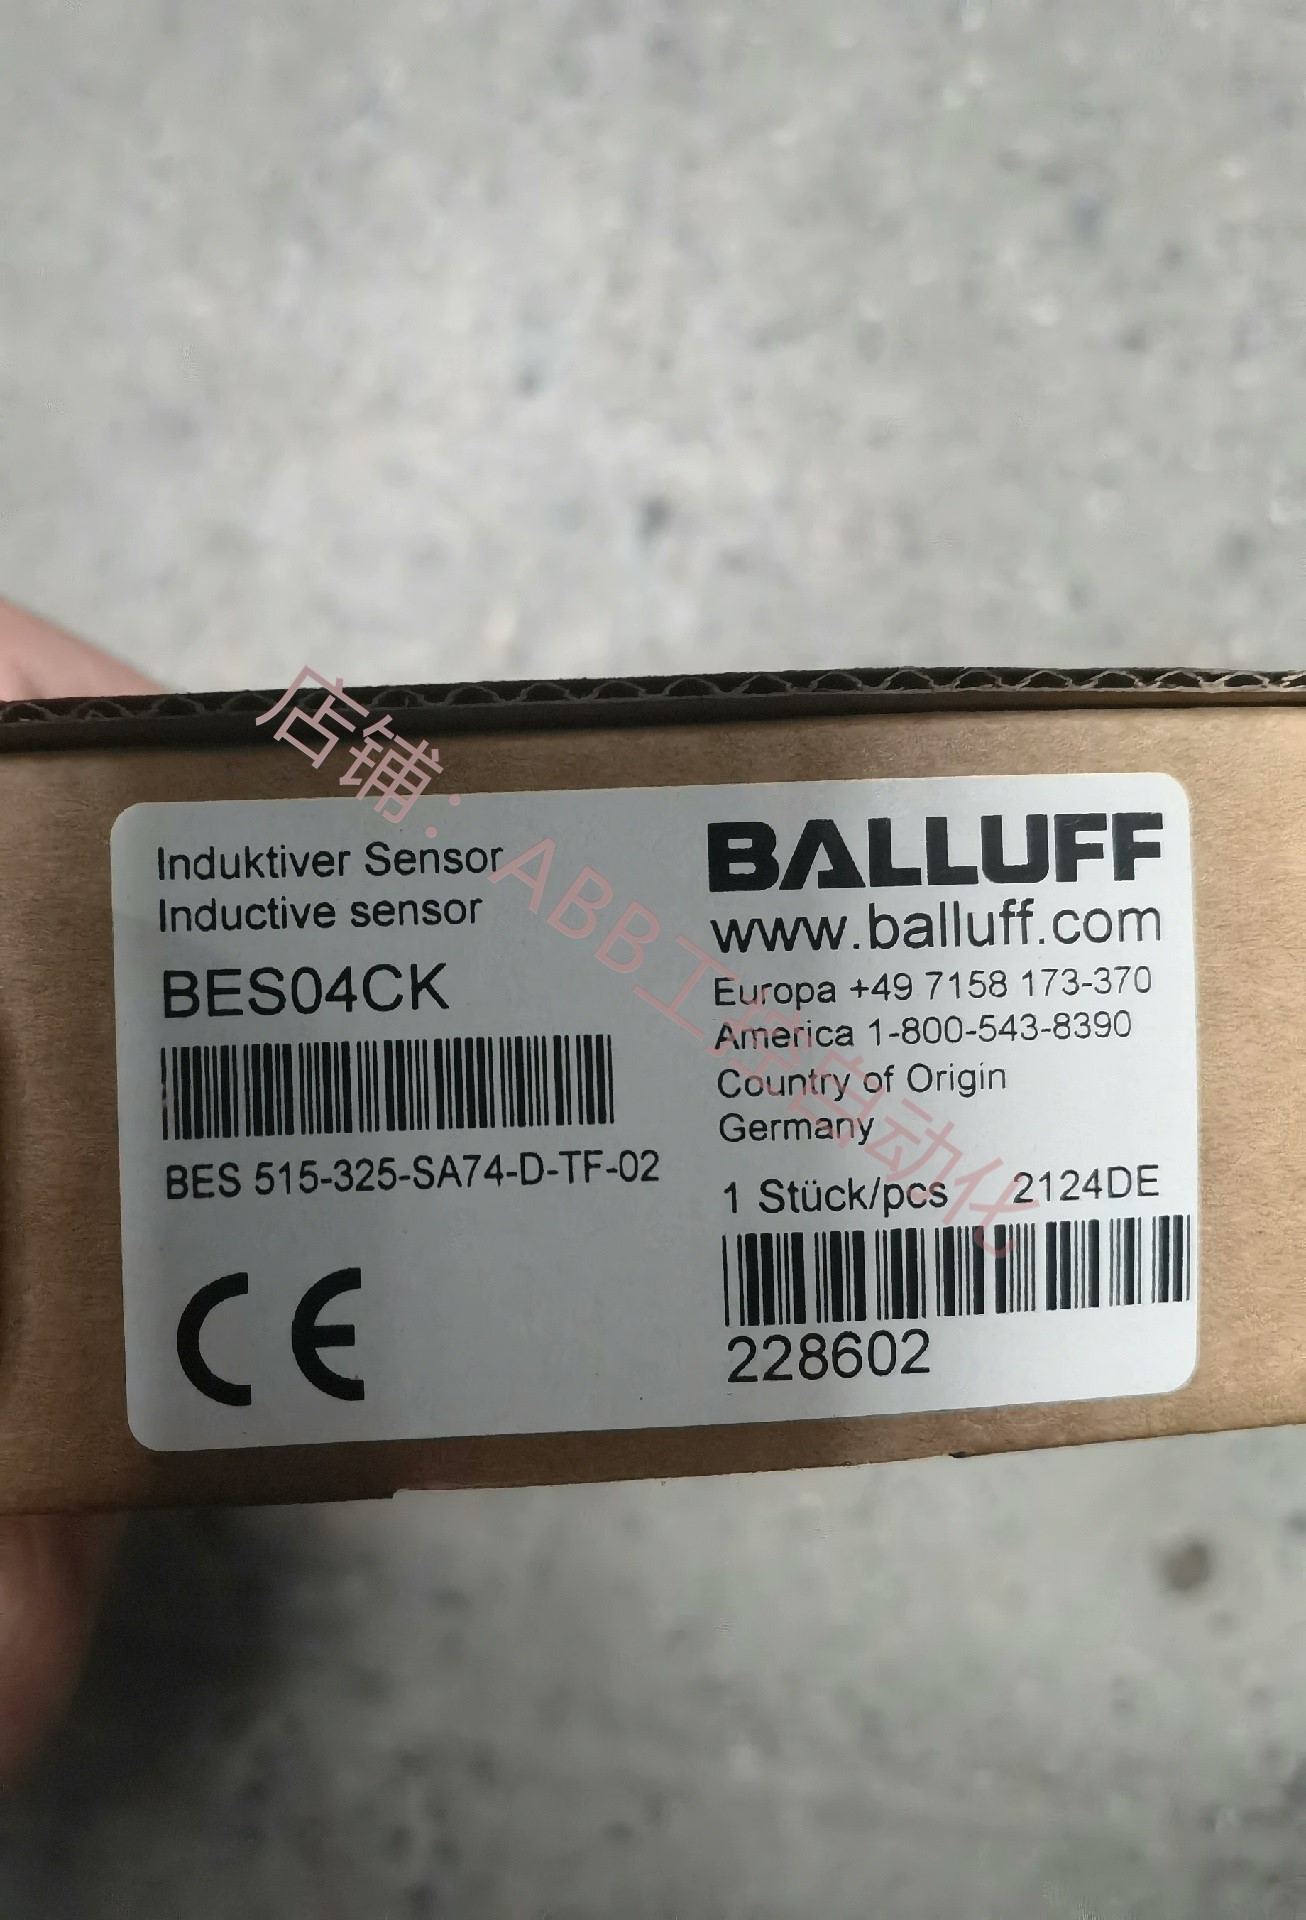 Induktiver Sensor
Inductive sensor
BES04CK
BES 515-325-SA74-D-TF-02
CE
BALLUFF
www.balluff.com
Europa +49 7158 173-370
America 1-800-543-8390
Country of Origin
Germany
1 Stück/pcs 2124DE
228602
店铺：ABB工控自动化